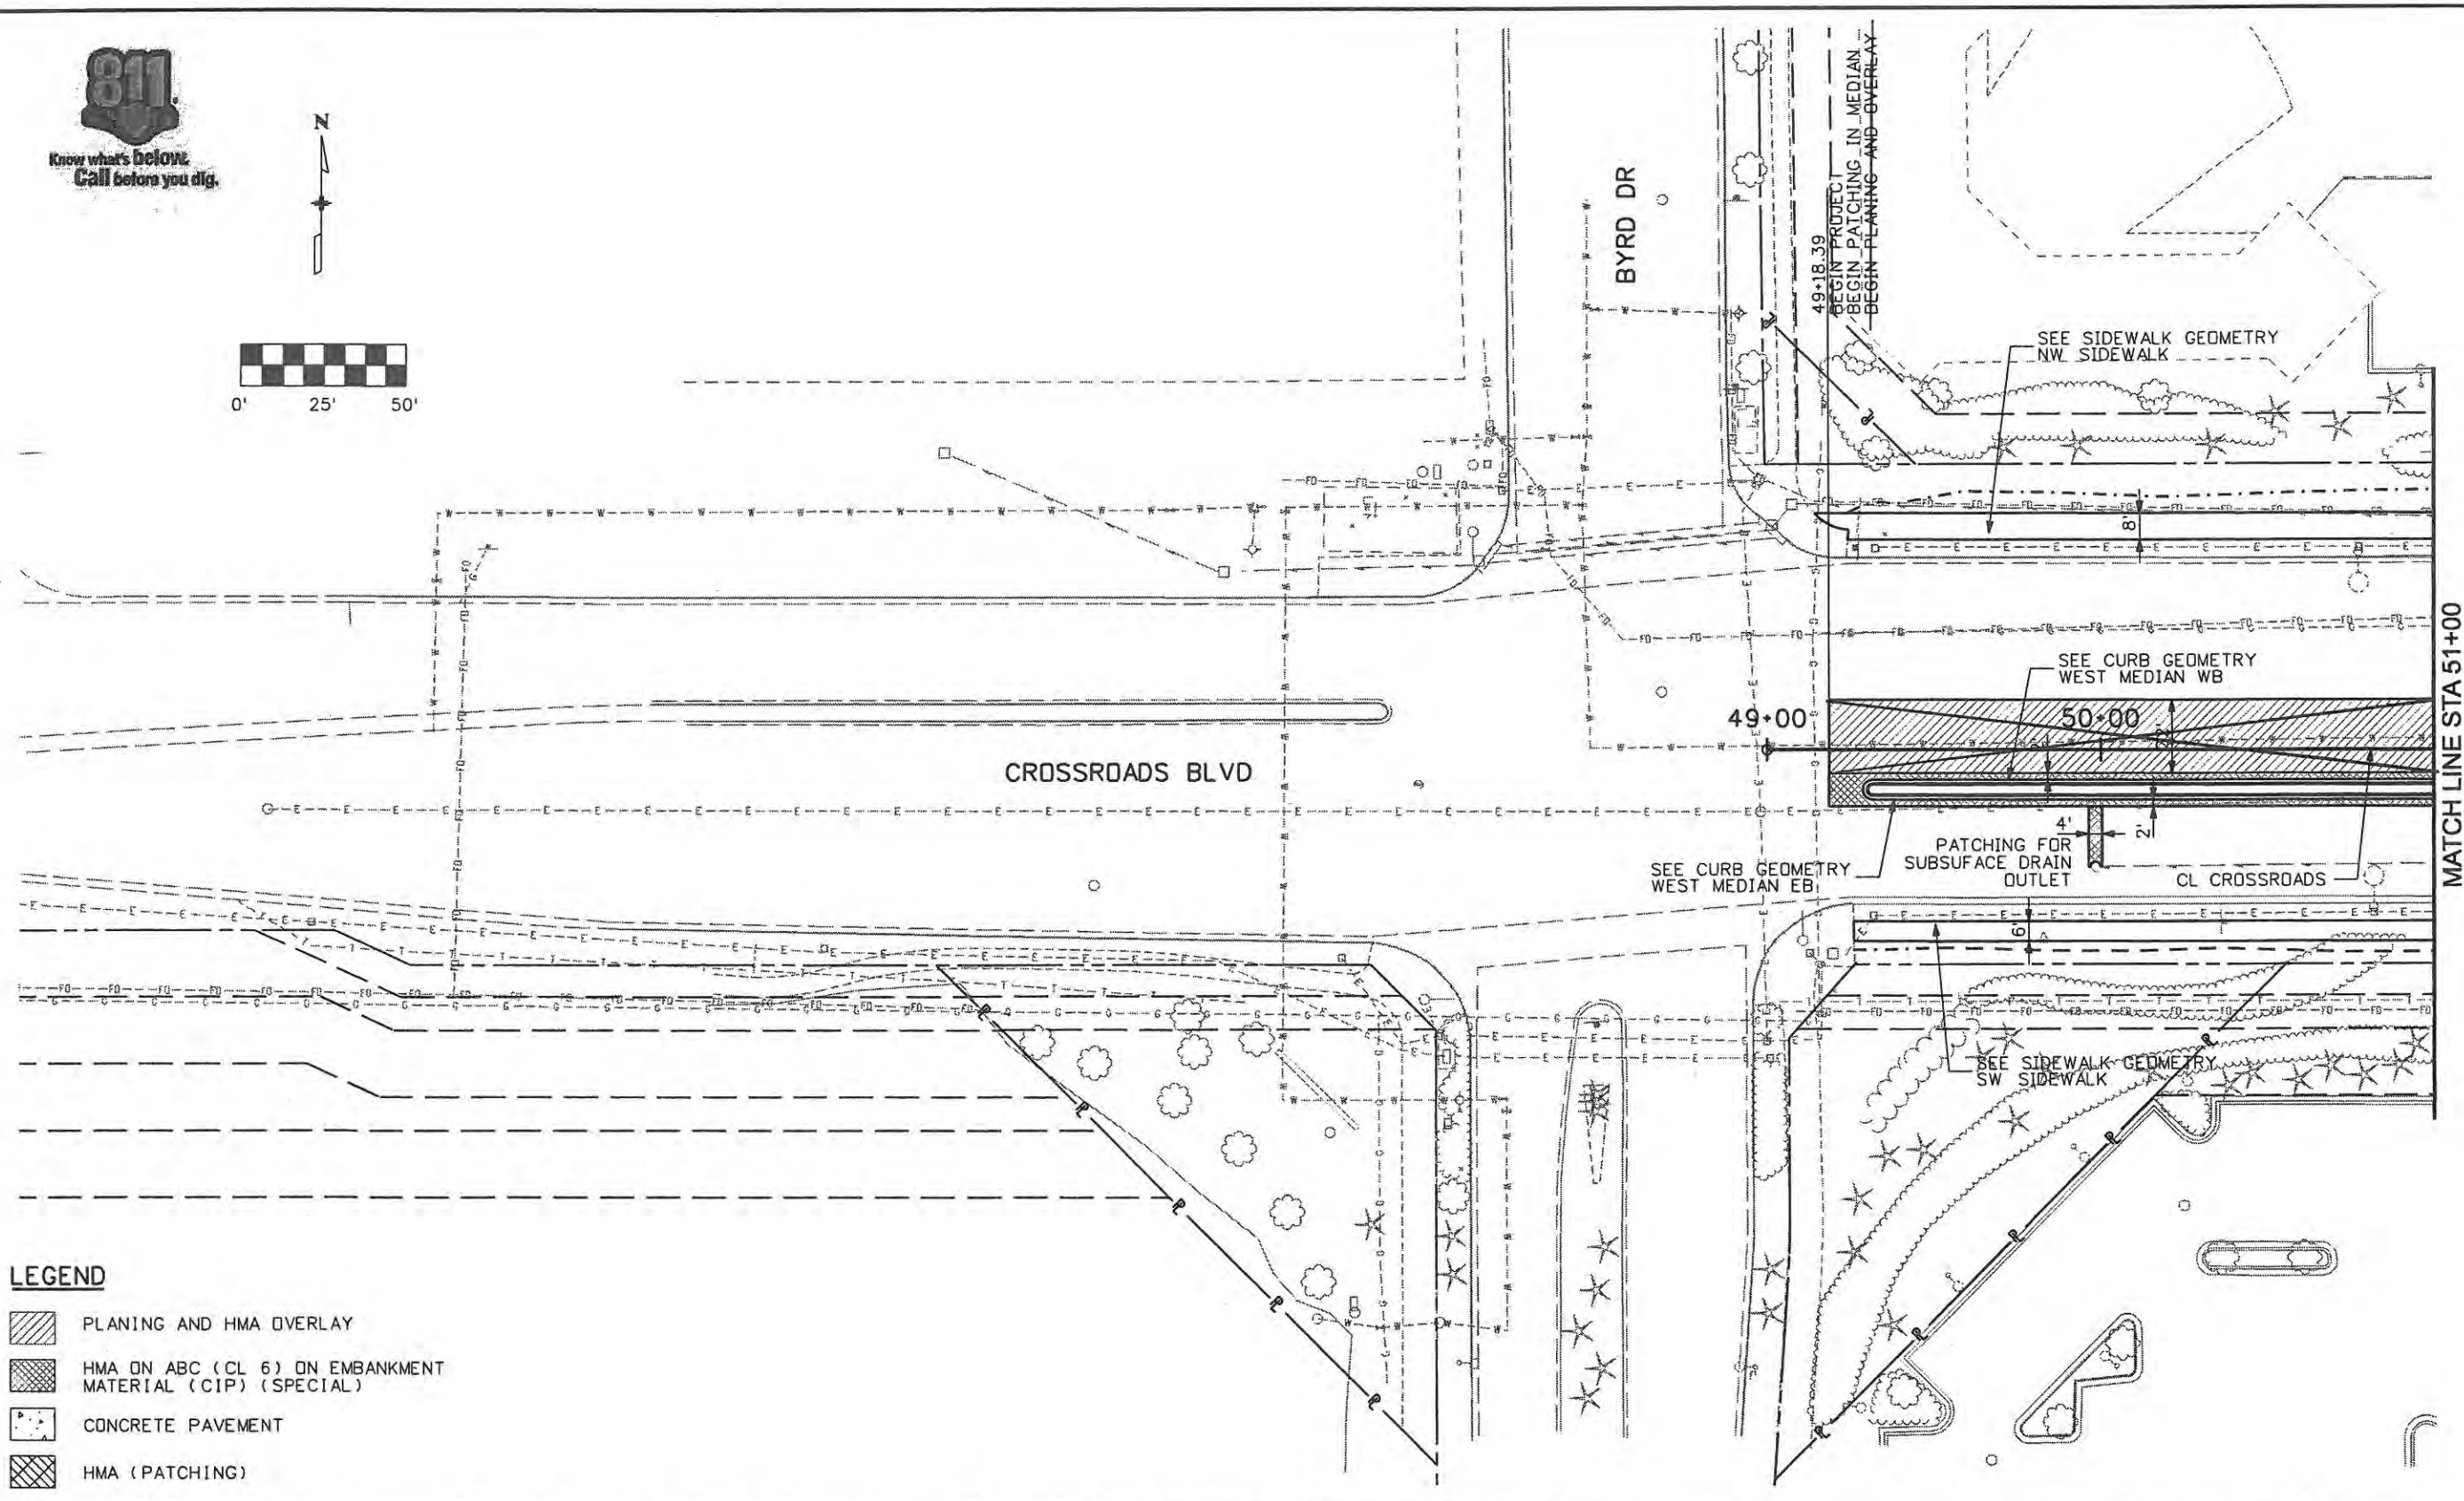 811
Know what's below.
Call before you dig.
N
0' 25' 50'
BYRD DR
49+18.39
BEGIN PROJECT
BEGIN PATCHING IN MEDIAN
BEGIN PLANING AND OVERLAY
SEE SIDEWALK GEOMETRY
NW SIDEWALK
8'
SEE CURB GEOMETRY
WEST MEDIAN WB
49+00
50+00
2'
22'
CROSSROADS BLVD
4'
2'
PATCHING FOR
SUBSUFACE DRAIN
OUTLET
SEE CURB GEOMETRY
WEST MEDIAN EB
CL CROSSROADS
MATCH LINE STA 51+00
6'
SEE SIDEWALK GEOMETRY
SW SIDEWALK
LEGEND
PLANING AND HMA OVERLAY
HMA ON ABC (CL 6) ON EMBANKMENT
MATERIAL (CIP) (SPECIAL)
CONCRETE PAVEMENT
HMA (PATCHING)